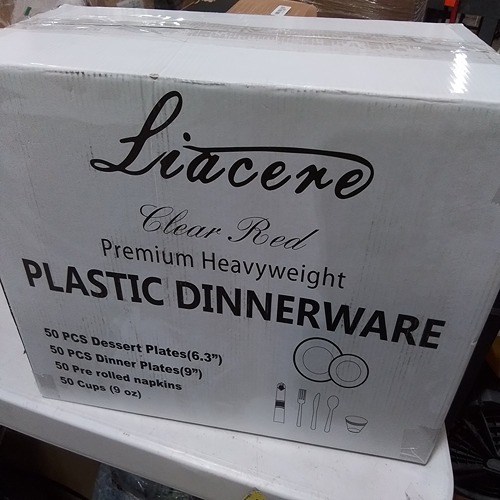 Liacere
Clear Red
Premium Heavyweight
PLASTIC DINNERWARE
50 PCS Dessert Plates(6.3”)
50 PCS Dinner Plates(9”)
50 Pre rolled napkins
50 Cups (9 oz)